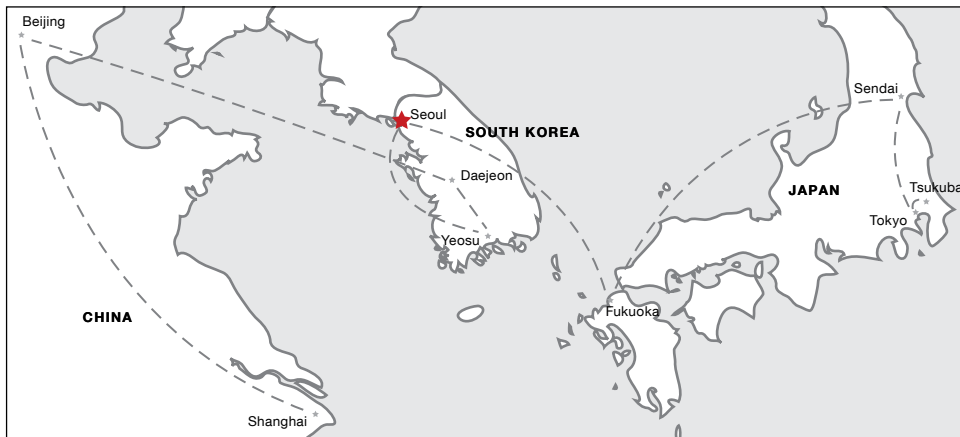 Beijing
Sendai
Seoul
SOUTH KOREA
Daejeon
JAPAN
Tsukuba
Tokyo
Yeosu
Fukuoka
CHINA
Shanghai